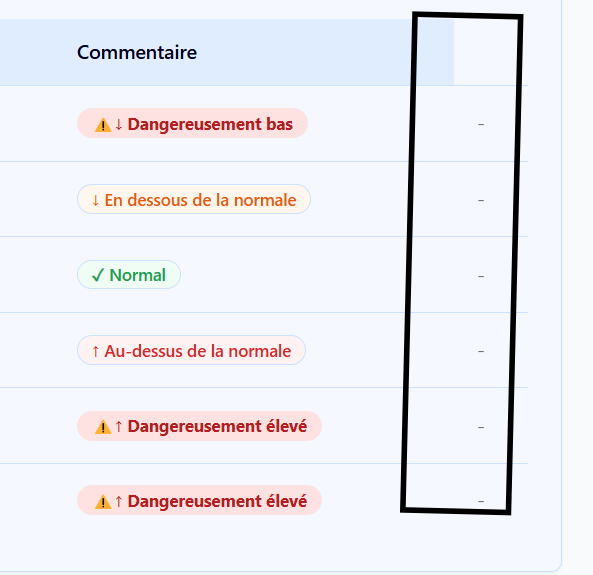 Commentaire
⚠️ ↓ Dangereusement bas -
↓ En dessous de la normale -
✓ Normal -
↑ Au-dessus de la normale -
⚠️ ↑ Dangereusement élevé -
⚠️ ↑ Dangereusement élevé -